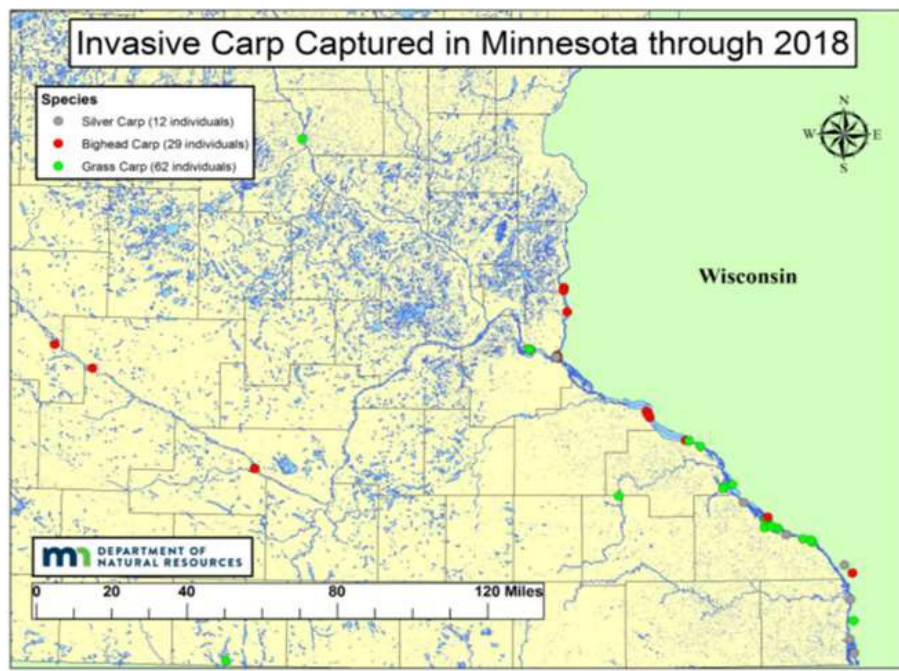 Invasive Carp Captured in Minnesota through 2018
Species
Silver Carp (12 individuals)
Bighead Carp (29 individuals)
Grass Carp (62 individuals)
N
W E
S
Wisconsin
mn DEPARTMENT OF
NATURAL RESOURCES
0 20 40 80 120 Miles